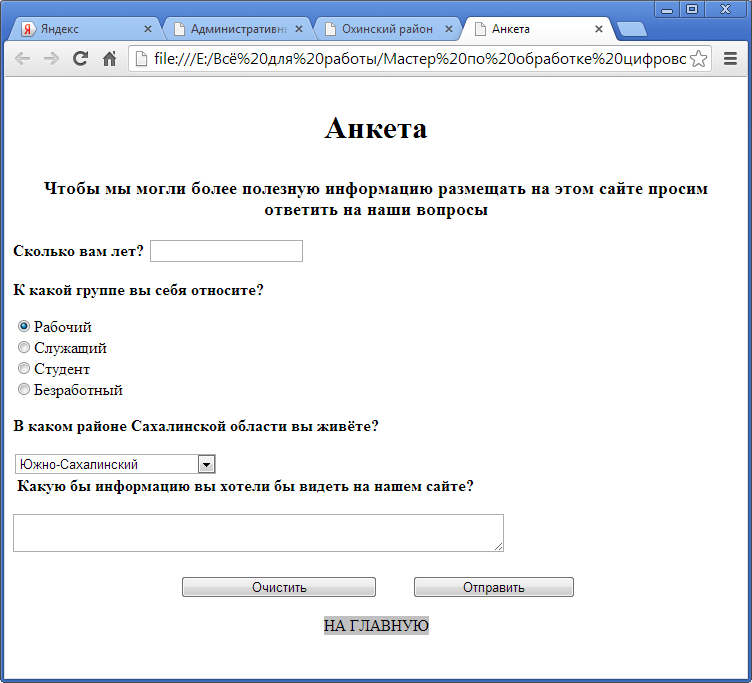 Яндекс
Административн
Охинский район
Анкета
file:///E:/Всё%20для%20работы/Мастер%20по%20обработке%20цифровс
Анкета
Чтобы мы могли более полезную информацию размещать на этом сайте просим
ответить на наши вопросы
Сколько вам лет?
К какой группе вы себя относите?
Рабочий
Служащий
Студент
Безработный
В каком районе Сахалинской области вы живёте?
Южно-Сахалинский
Какую бы информацию вы хотели бы видеть на нашем сайте?
Очистить
Отправить
НА ГЛАВНУЮ